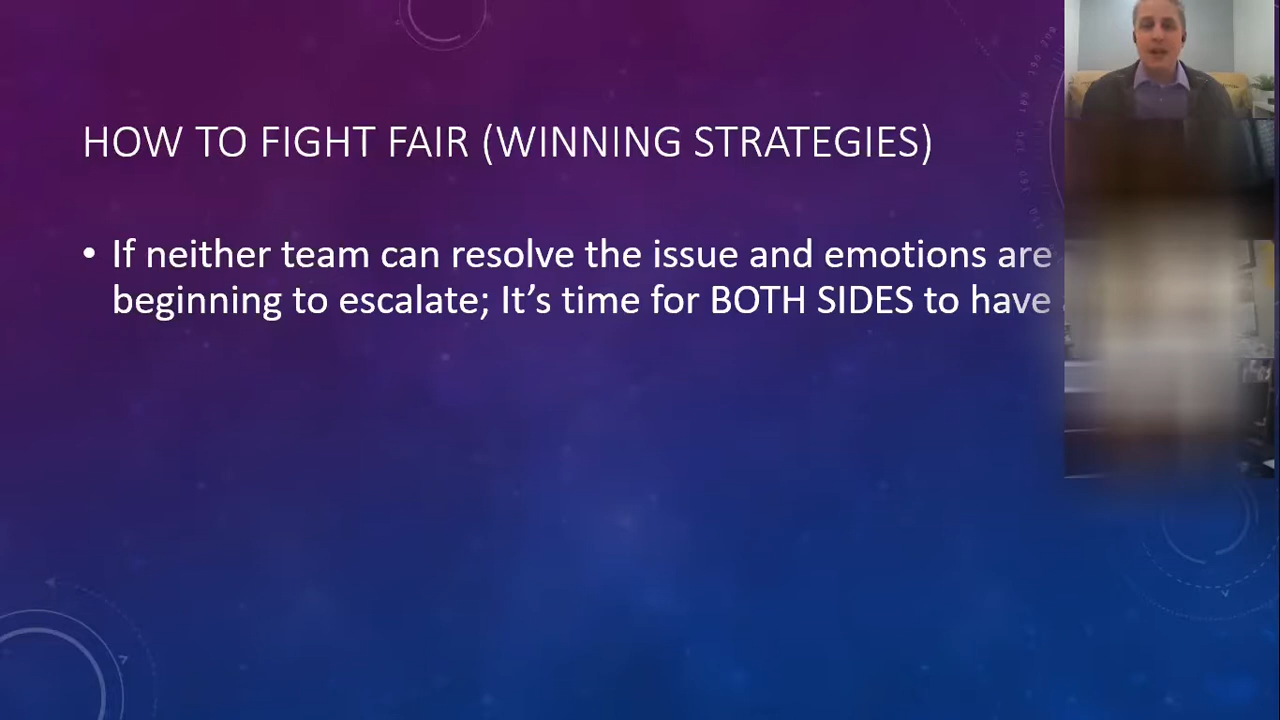 HOW TO FIGHT FAIR (WINNING STRATEGIES)
• If neither team can resolve the issue and emotions are
beginning to escalate; It’s time for BOTH SIDES to have